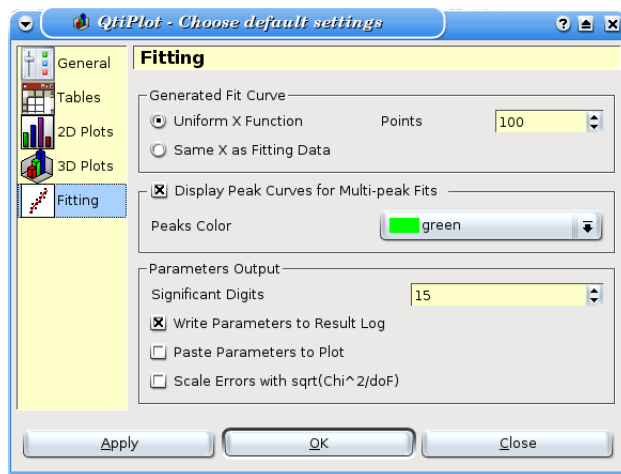 QtiPlot - Choose default settings
General
Tables
2D Plots
3D Plots
Fitting
Fitting
Generated Fit Curve
Uniform X Function Points 100
Same X as Fitting Data
Display Peak Curves for Multi-peak Fits
Peaks Color green
Parameters Output
Significant Digits 15
Write Parameters to Result Log
Paste Parameters to Plot
Scale Errors with sqrt(Chi^2/doF)
Apply OK Close